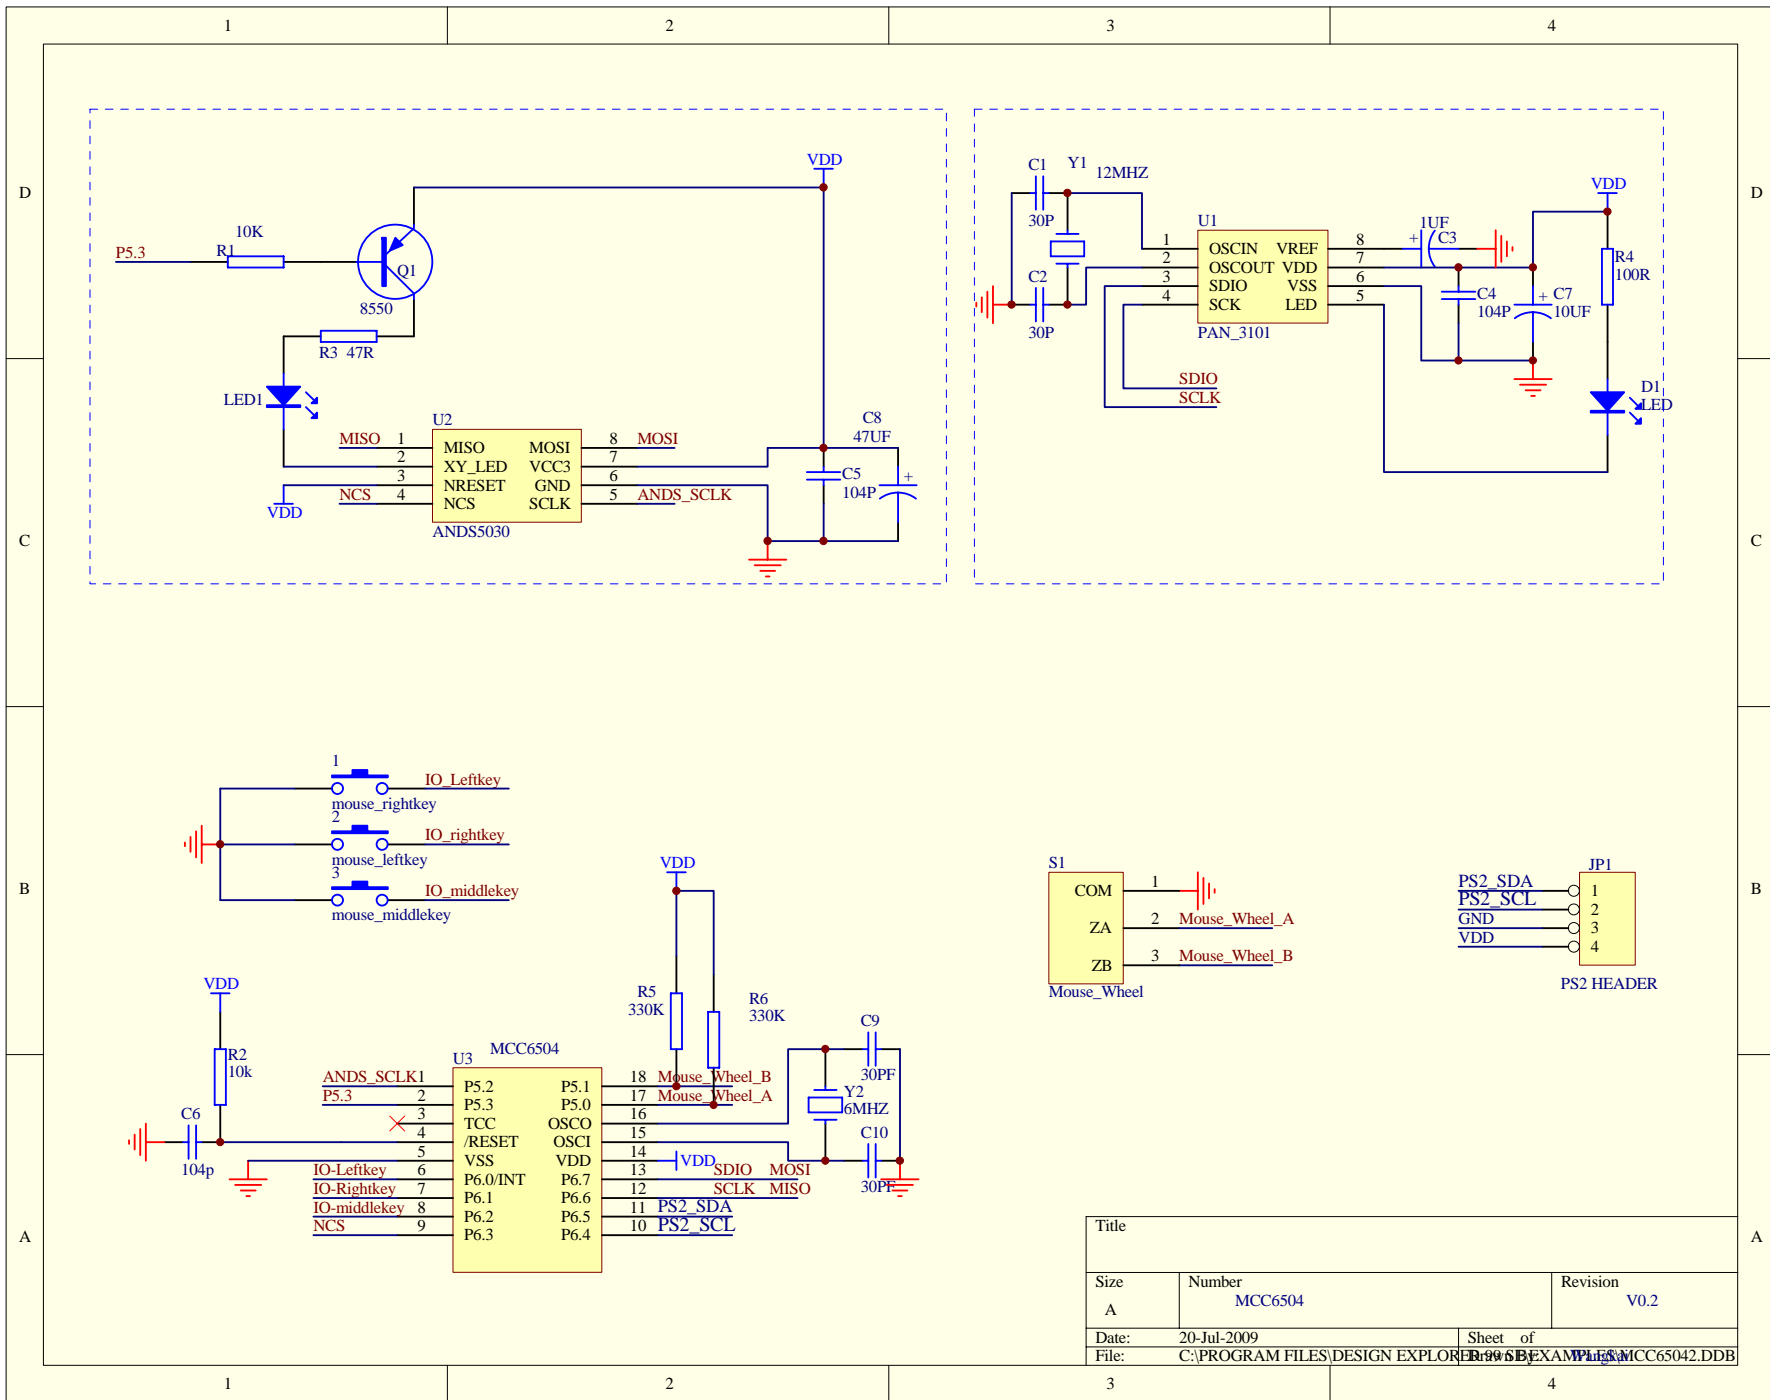 1 2 3 4
D D
C C
B B
A A
VDD
10K
P5.3
R1
Q1
8550
R3 47R
LED1
U2
MISO 1 MISO MOSI 8 MOSI
2 XY_LED VCC3 7
3 NRESET GND 6
NCS 4 NCS SCLK 5 ANDS_SCLK
VDD
ANDS5030
C8
47UF
C5
104P
+
C1
Y1
12MHZ
30P
C2
30P
U1
1 OSCIN VREF 8
2 OSCOUT VDD 7
3 SDIO VSS 6
4 SCK LED 5
PAN_3101
SDIO
SCLK
1UF
+ C3
VDD
R4
100R
C4
104P
+ C7
10UF
D1
LED
1
IO_Leftkey
mouse_rightkey
2
IO_rightkey
mouse_leftkey
3
IO_middlekey
mouse_middlekey
VDD
R2
10k
C6
104p
VDD
R5
330K
R6
330K
U3
MCC6504
ANDS_SCLK 1 P5.2 P5.1 18 Mouse_Wheel_B
P5.3 2 P5.3 P5.0 17 Mouse_Wheel_A
3 TCC OSCO 16
4 /RESET OSCI 15
5 VSS VDD 14 VDD
IO-Leftkey 6 P6.0/INT P6.7 13 SDIO MOSI
IO-Rightkey 7 P6.1 P6.6 12 SCLK MISO
IO-middlekey 8 P6.2 P6.5 11 PS2_SDA
NCS 9 P6.3 P6.4 10 PS2_SCL
C9
30PF
Y2
6MHZ
C10
30PF
S1
COM 1
ZA 2 Mouse_Wheel_A
ZB 3 Mouse_Wheel_B
Mouse_Wheel
JP1
PS2_SDA 1
PS2_SCL 2
GND 3
VDD 4
PS2 HEADER
Title
Size Number Revision
A MCC6504 V0.2
Date: 20-Jul-2009 Sheet of
File: C:\PROGRAM FILES\DESIGN EXPLORER 99 SE\EXAMPLES\MCC65042.DDB
Drawn By:
1 2 3 4